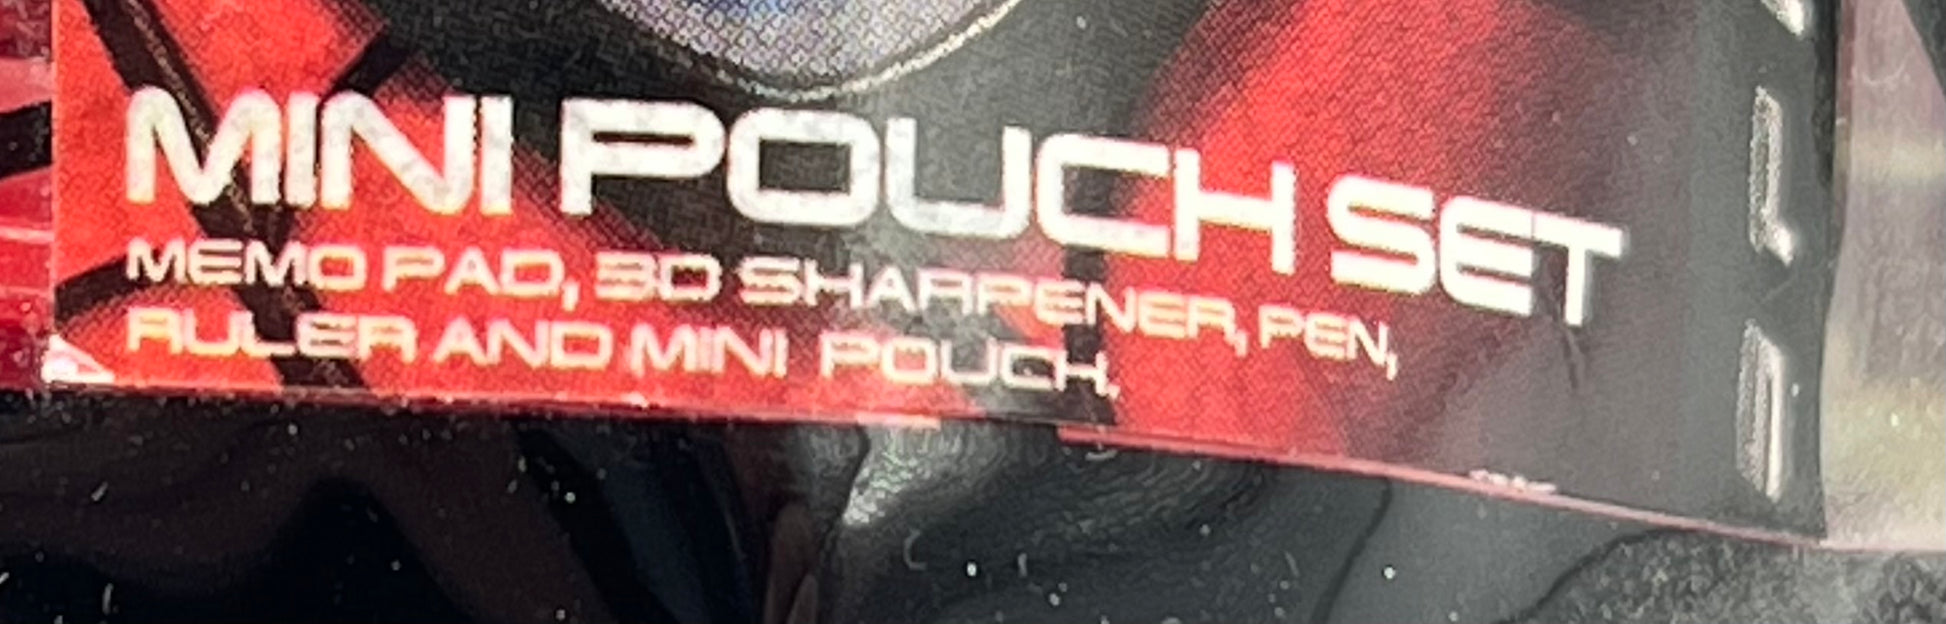 MINI POUCH SET
MEMO PAD, 3D SHARPENER, PEN,
RULER AND MINI POUCH.